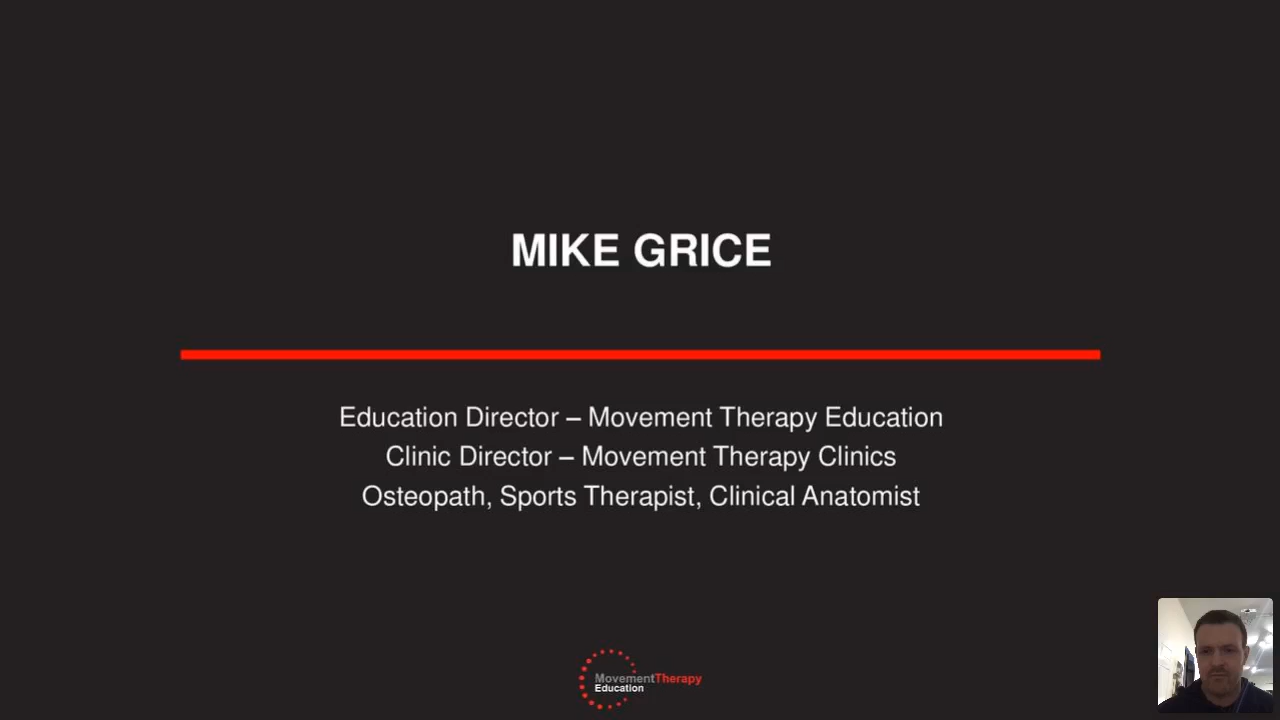 MIKE GRICE
Education Director – Movement Therapy Education
Clinic Director – Movement Therapy Clinics
Osteopath, Sports Therapist, Clinical Anatomist
MovementTherapy
Education